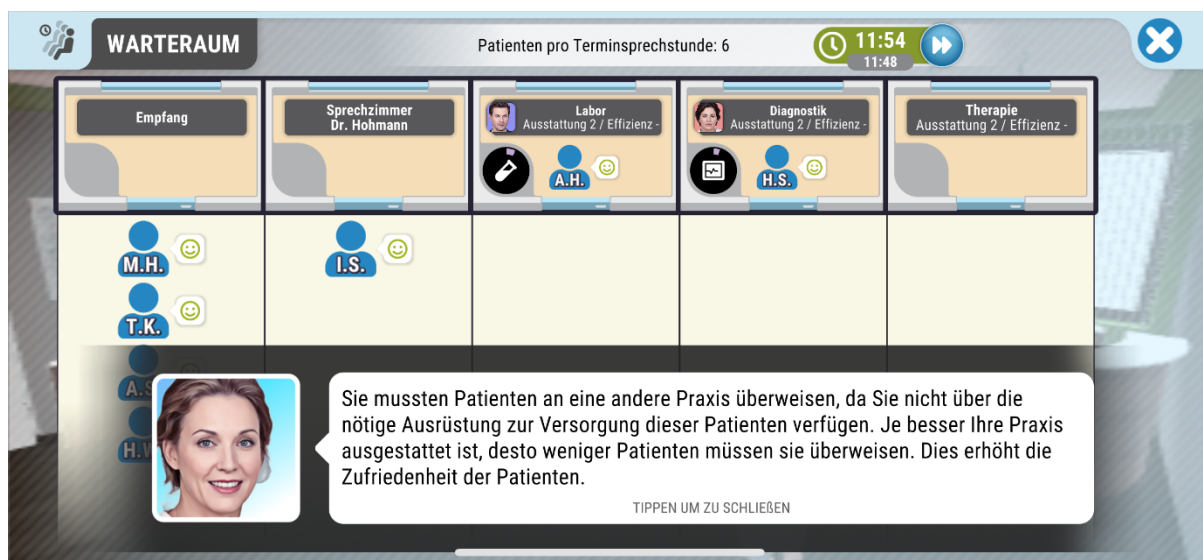 WARTERAUM
Patienten pro Terminsprechstunde: 6
11:54
11:48
Empfang
Sprechzimmer
Dr. Hohmann
Labor
Ausstattung 2 / Effizienz -
Diagnostik
Ausstattung 2 / Effizienz -
Therapie
Ausstattung 2 / Effizienz -
A.H.
H.S.
M.H.
I.S.
T.K.
A.S
H.W
Sie mussten Patienten an eine andere Praxis überweisen, da Sie nicht über die
nötige Ausrüstung zur Versorgung dieser Patienten verfügen. Je besser Ihre Praxis
ausgestattet ist, desto weniger Patienten müssen sie überweisen. Dies erhöht die
Zufriedenheit der Patienten.
TIPPEN UM ZU SCHLIEßEN